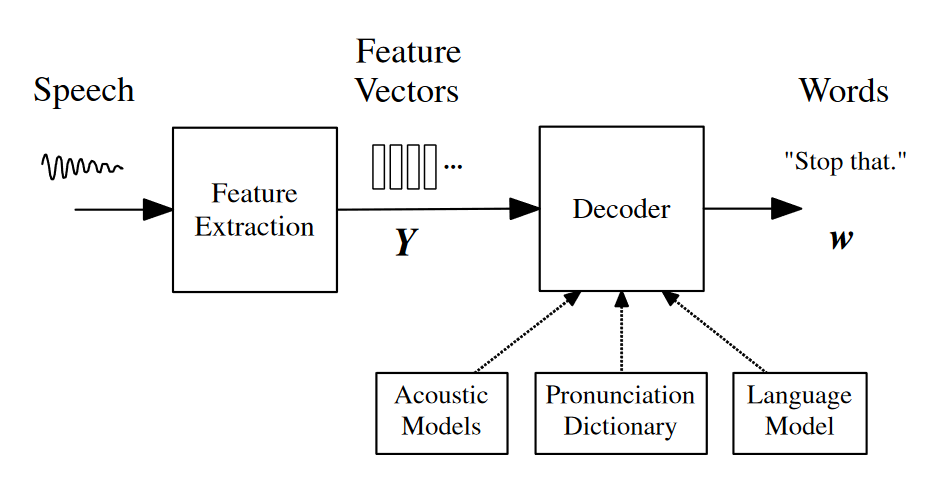 Speech
Feature
Vectors
Words
Feature
Extraction
...
Y
Decoder
"Stop that."
w
Acoustic
Models
Pronunciation
Dictionary
Language
Model